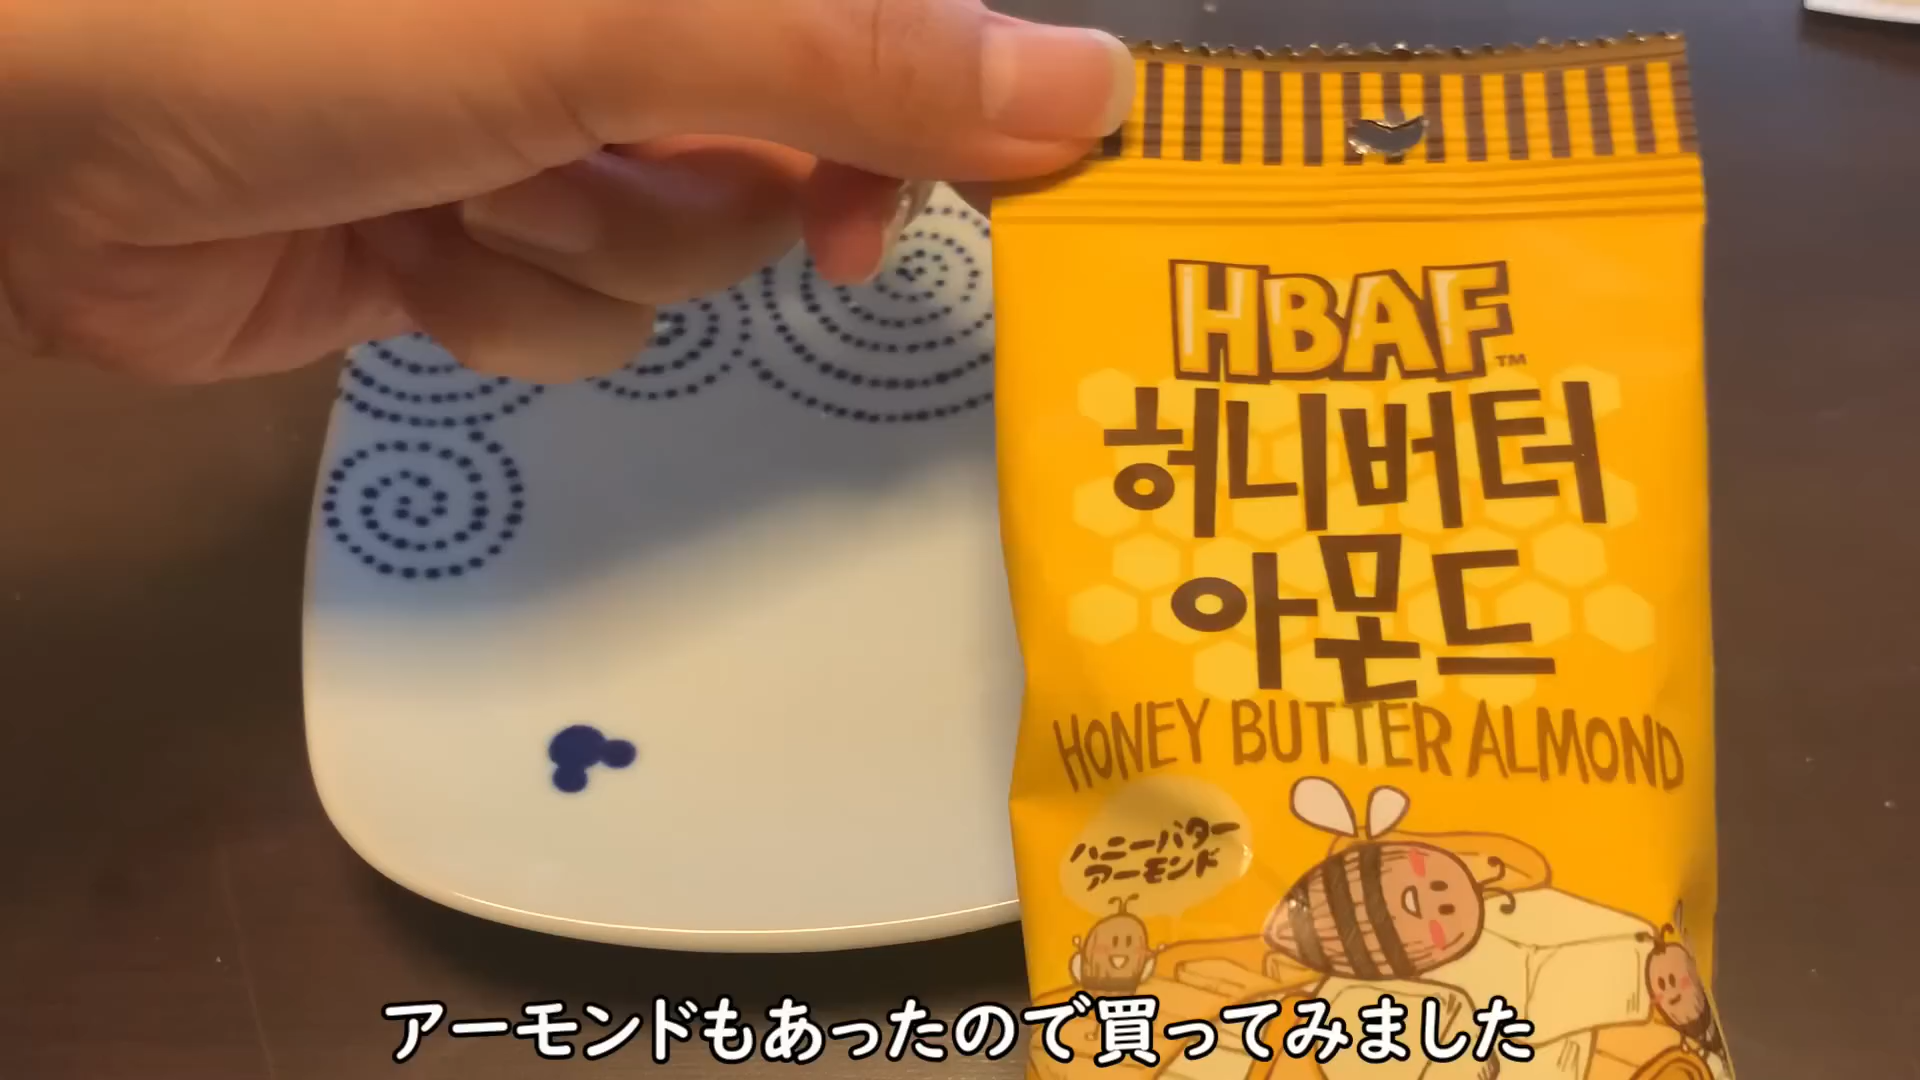 HBAF™
허니버터
아몬드
HONEY BUTTER ALMOND
ハニーバター
アーモンド
アーモンドもあったので買ってみました